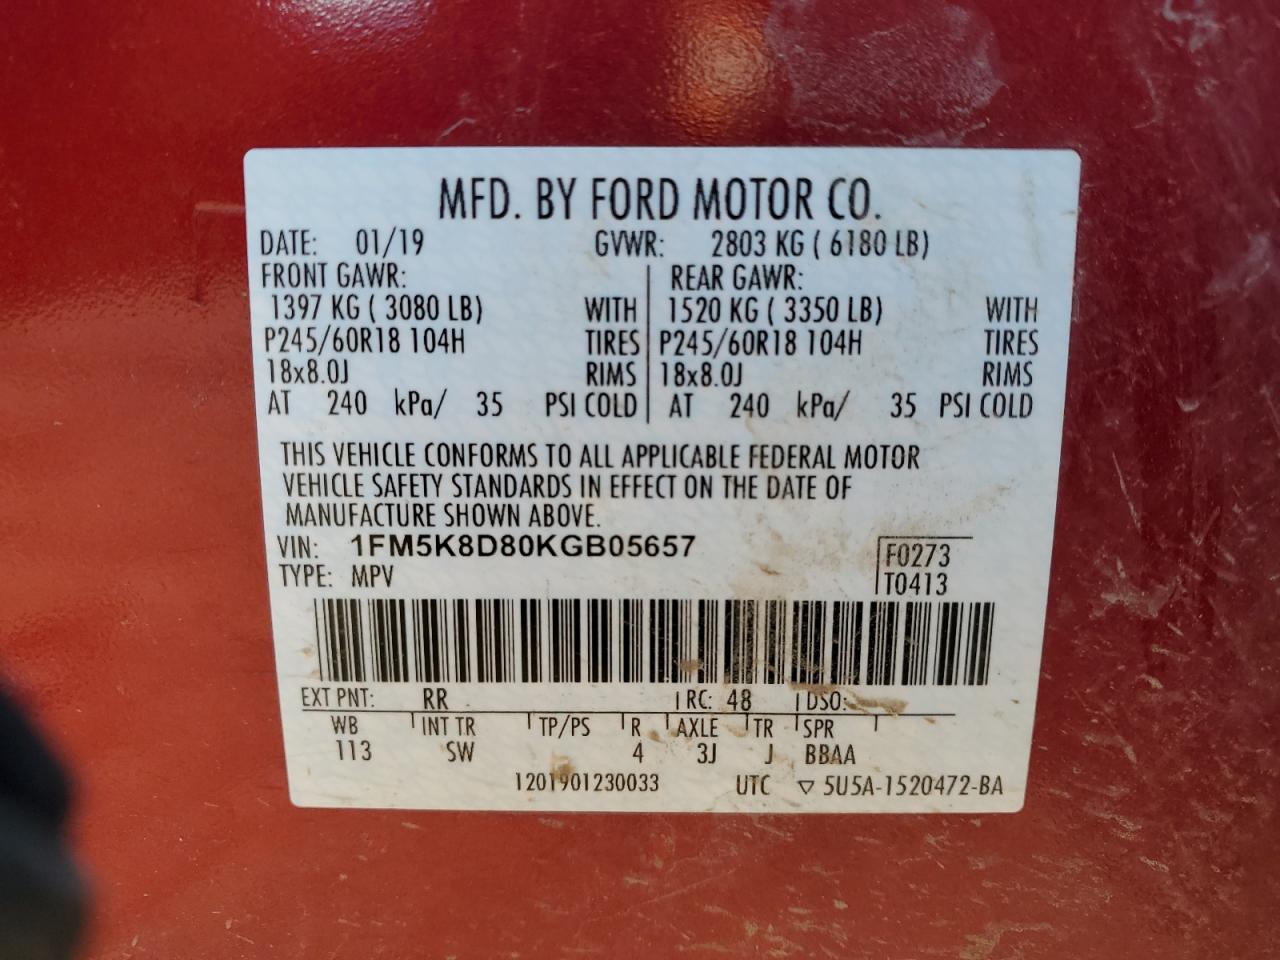 MFD. BY FORD MOTOR CO.
DATE: 01/19 GVWR: 2803 KG ( 6180 LB)
FRONT GAWR: REAR GAWR:
1397 KG ( 3080 LB) WITH 1520 KG ( 3350 LB) WITH
P245/60R18 104H TIRES P245/60R18 104H TIRES
18x8.0J RIMS 18x8.0J RIMS
AT 240 kPa/ 35 PSI COLD AT 240 kPa/ 35 PSI COLD
THIS VEHICLE CONFORMS TO ALL APPLICABLE FEDERAL MOTOR
VEHICLE SAFETY STANDARDS IN EFFECT ON THE DATE OF
MANUFACTURE SHOWN ABOVE.
VIN: 1FM5K8D80KGB05657 F0273
TYPE: MPV T0413
EXT PNT: RR RC: 48 DSO:
WB INT TR TP/PS R AXLE TR SPR
113 SW 4 3J J BBAA
1201901230033 UTC ▽ 5U5A-1520472-BA